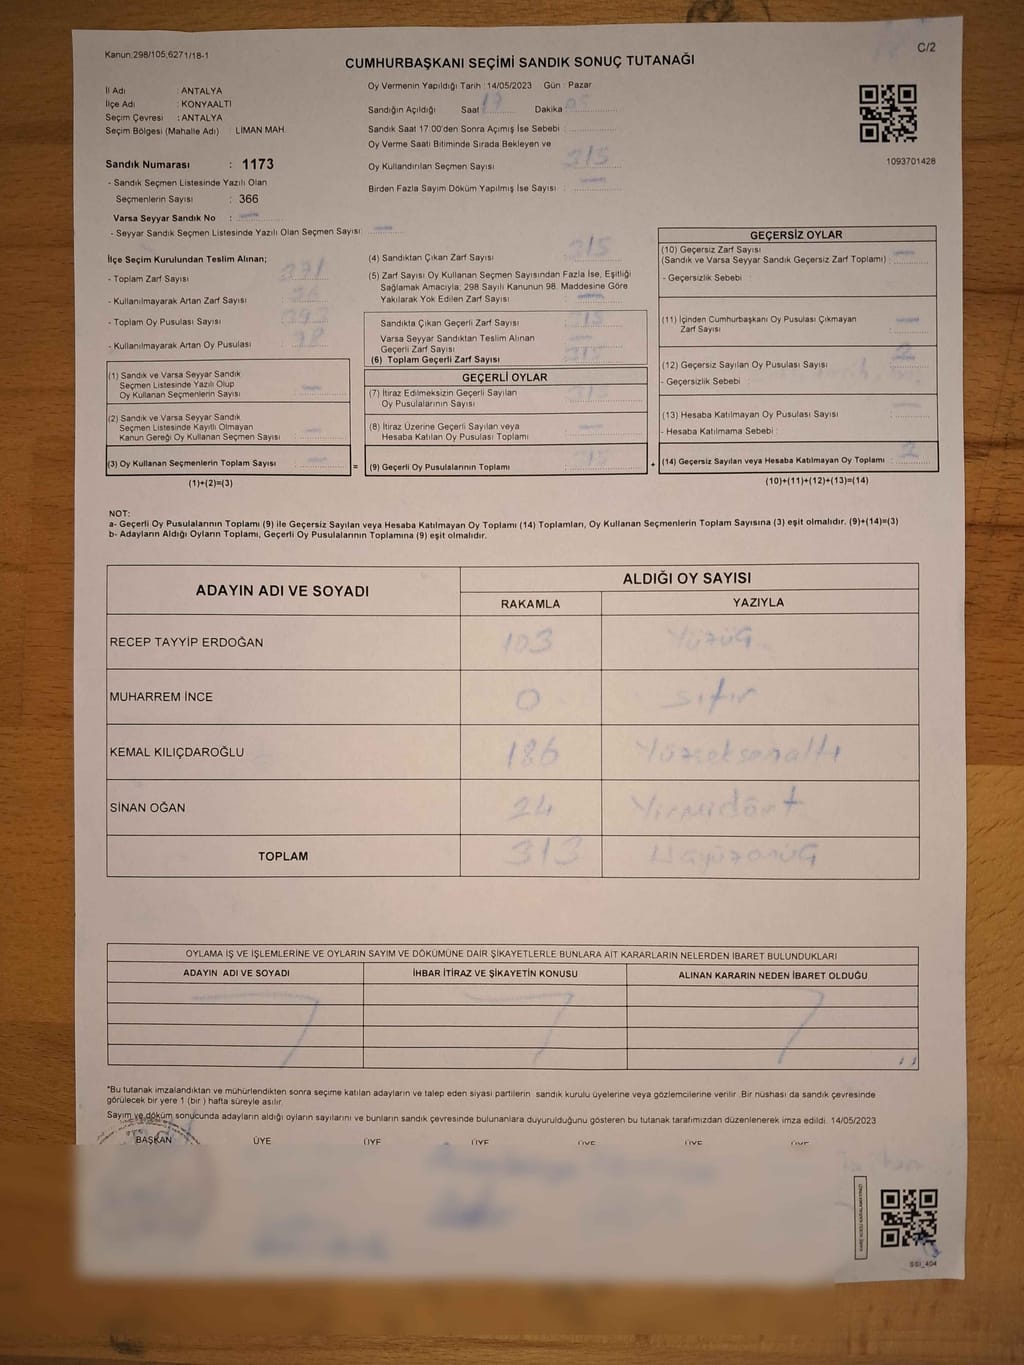 Kanun:298/105;6271/18-1
C/2
CUMHURBAŞKANI SEÇİMİ SANDIK SONUÇ TUTANAĞI
İl Adı : ANTALYA
İlçe Adı : KONYAALTI
Seçim Çevresi : ANTALYA
Seçim Bölgesi (Mahalle Adı) : LİMAN MAH.
Oy Vermenin Yapıldığı Tarih : 14/05/2023 Gün : Pazar
Sandığın Açıldığı Saat 17 Dakika 05
Sandık Saat 17:00'den Sonra Açımış İse Sebebi :
Oy Verme Saati Bitiminde Sırada Bekleyen ve
Oy Kullandırılan Seçmen Sayısı : 315
Birden Fazla Sayım Döküm Yapılmış İse Sayısı :
1093701428
Sandık Numarası : 1173
- Sandık Seçmen Listesinde Yazılı Olan
Seçmenlerin Sayısı : 366
Varsa Seyyar Sandık No :
- Seyyar Sandık Seçmen Listesinde Yazılı Olan Seçmen Sayısı:
İlçe Seçim Kurulundan Teslim Alınan;
- Toplam Zarf Sayısı :
- Kullanılmayarak Artan Zarf Sayısı :
- Toplam Oy Pusulası Sayısı :
- Kullanılmayarak Artan Oy Pusulası :
(1) Sandık ve Varsa Seyyar Sandık
Seçmen Listesinde Yazılı Olup
Oy Kullanan Seçmenlerin Sayısı :
(2) Sandık ve Varsa Seyyar Sandık
Seçmen Listesinde Kayıtlı Olmayan
Kanun Gereği Oy Kullanan Seçmen Sayısı :
(3) Oy Kullanan Seçmenlerin Toplam Sayısı :
(1)+(2)=(3)
(4) Sandıktan Çıkan Zarf Sayısı : 315
(5) Zarf Sayısı Oy Kullanan Seçmen Sayısından Fazla İse, Eşitliği
Sağlamak Amacıyla; 298 Sayılı Kanunun 98. Maddesine Göre
Yakılarak Yok Edilen Zarf Sayısı :
Sandıkta Çıkan Geçerli Zarf Sayısı : 315
Varsa Seyyar Sandıktan Teslim Alınan
Geçerli Zarf Sayısı :
(6) Toplam Geçerli Zarf Sayısı : 315
GEÇERLİ OYLAR
(7) İtiraz Edilmeksizin Geçerli Sayılan
Oy Pusulalarının Sayısı : 313
(8) İtiraz Üzerine Geçerli Sayılan veya
Hesaba Katılan Oy Pusulası Toplamı :
= (9) Geçerli Oy Pusulalarının Toplamı :
GEÇERSİZ OYLAR
(10) Geçersiz Zarf Sayısı
(Sandık ve Varsa Seyyar Sandık Geçersiz Zarf Toplamı) :
- Geçersizlik Sebebi :
(11) İçinden Cumhurbaşkanı Oy Pusulası Çıkmayan
Zarf Sayısı :
(12) Geçersiz Sayılan Oy Pusulası Sayısı : 2
- Geçersizlik Sebebi :
(13) Hesaba Katılmayan Oy Pusulası Sayısı :
- Hesaba Katılmama Sebebi :
+ (14) Geçersiz Sayılan veya Hesaba Katılmayan Oy Toplamı : 2
(10)+(11)+(12)+(13)=(14)
NOT:
a- Geçerli Oy Pusulalarının Toplamı (9) ile Geçersiz Sayılan veya Hesaba Katılmayan Oy Toplamı (14) Toplamları, Oy Kullanan Seçmenlerin Toplam Sayısına (3) eşit olmalıdır. (9)+(14)=(3)
b- Adayların Aldığı Oyların Toplamı, Geçerli Oy Pusulalarının Toplamına (9) eşit olmalıdır.
ADAYIN ADI VE SOYADI
ALDIĞI OY SAYISI
RAKAMLA YAZIYLA
RECEP TAYYİP ERDOĞAN 103 Yüzüç
MUHARREM İNCE 0 sıfır
KEMAL KILIÇDAROĞLU 186 Yüzseksenaltı
SİNAN OĞAN 24 Yirmidört
TOPLAM 313 Üçyüzonüç
OYLAMA İŞ VE İŞLEMLERİNE VE OYLARIN SAYIM VE DÖKÜMÜNE DAİR ŞİKAYETLERLE BUNLARA AİT KARARLARIN NELERDEN İBARET BULUNDUKLARI
ADAYIN ADI VE SOYADI İHBAR İTİRAZ VE ŞİKAYETİN KONUSU ALINAN KARARIN NEDEN İBARET OLDUĞU
*Bu tutanak imzalandıktan ve mühürlendikten sonra seçime katılan adayların ve talep eden siyasi partilerin sandık kurulu üyelerine veya gözlemcilerine verilir. Bir nüshası da sandık çevresinde
görülecek bir yere 1 (bir ) hafta süreyle asılır.
Sayım ve döküm sonucunda adayların aldığı oyların sayılarını ve bunların sandık çevresinde bulunanlara duyurulduğunu gösteren bu tutanak tarafımızdan düzenlenerek imza edildi. 14/05/2023
BAŞKAN ÜYE ÜYE ÜYE ÜYE ÜYE ÜYE
SSI_404